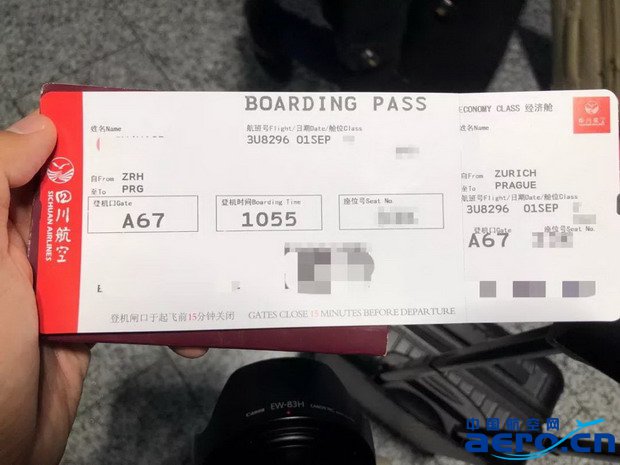 BOARDING PASS
ECONOMY CLASS 经济舱
四川航空
姓名Name
航班号Flight/日期Date/舱位Class
3U8296 01SEP
自From ZRH
至To PRG
登机口Gate
A67
登机时间Boarding Time
1055
座位号Seat No.
登机闸口于起飞前15分钟关闭 GATES CLOSE 15 MINUTES BEFORE DEPARTURE
四川航空
SICHUAN AIRLINES
姓名Name
自From ZURICH
至To PRAGUE
航班号Flight/日期Date/舱位Class
3U8296 01SEP
登机口Gate 座位号Seat No.
A67
Canon
EW-83H
中国航空网
aero.cn